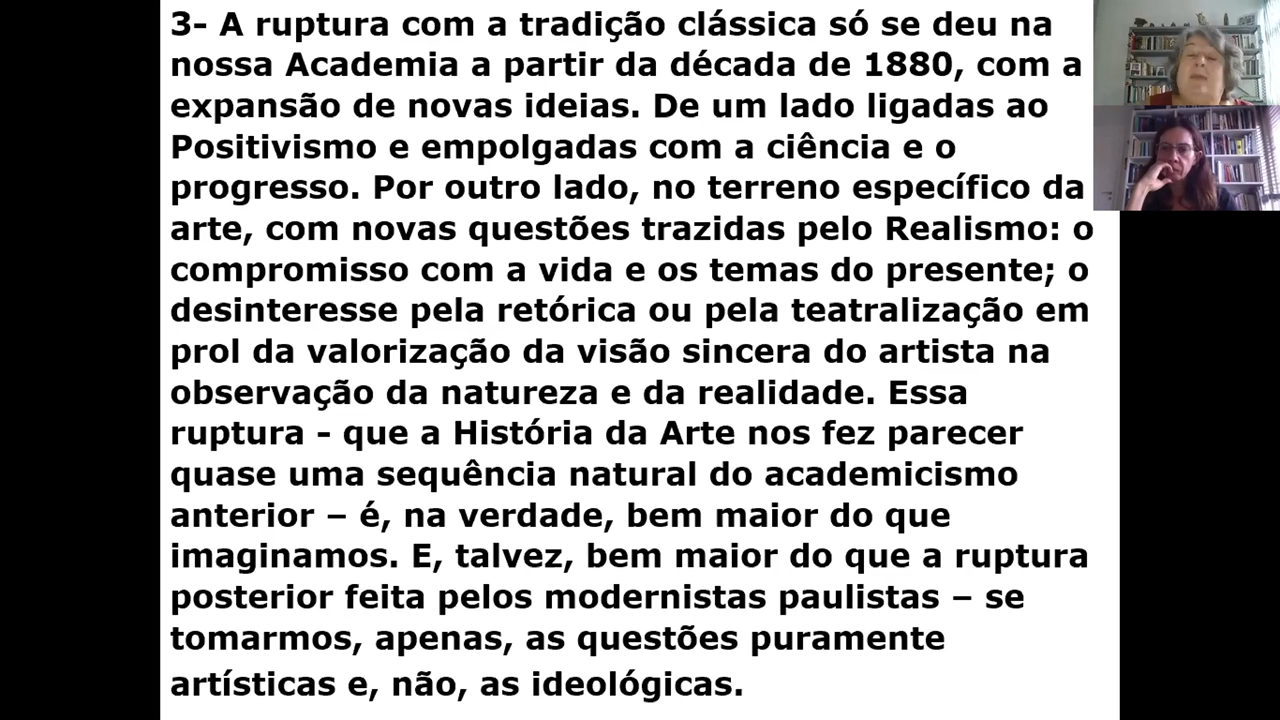 3- A ruptura com a tradição clássica só se deu na
nossa Academia a partir da década de 1880, com a
expansão de novas ideias. De um lado ligadas ao
Positivismo e empolgadas com a ciência e o
progresso. Por outro lado, no terreno específico da
arte, com novas questões trazidas pelo Realismo: o
compromisso com a vida e os temas do presente; o
desinteresse pela retórica ou pela teatralização em
prol da valorização da visão sincera do artista na
observação da natureza e da realidade. Essa
ruptura - que a História da Arte nos fez parecer
quase uma sequência natural do academicismo
anterior – é, na verdade, bem maior do que
imaginamos. E, talvez, bem maior do que a ruptura
posterior feita pelos modernistas paulistas – se
tomarmos, apenas, as questões puramente
artísticas e, não, as ideológicas.